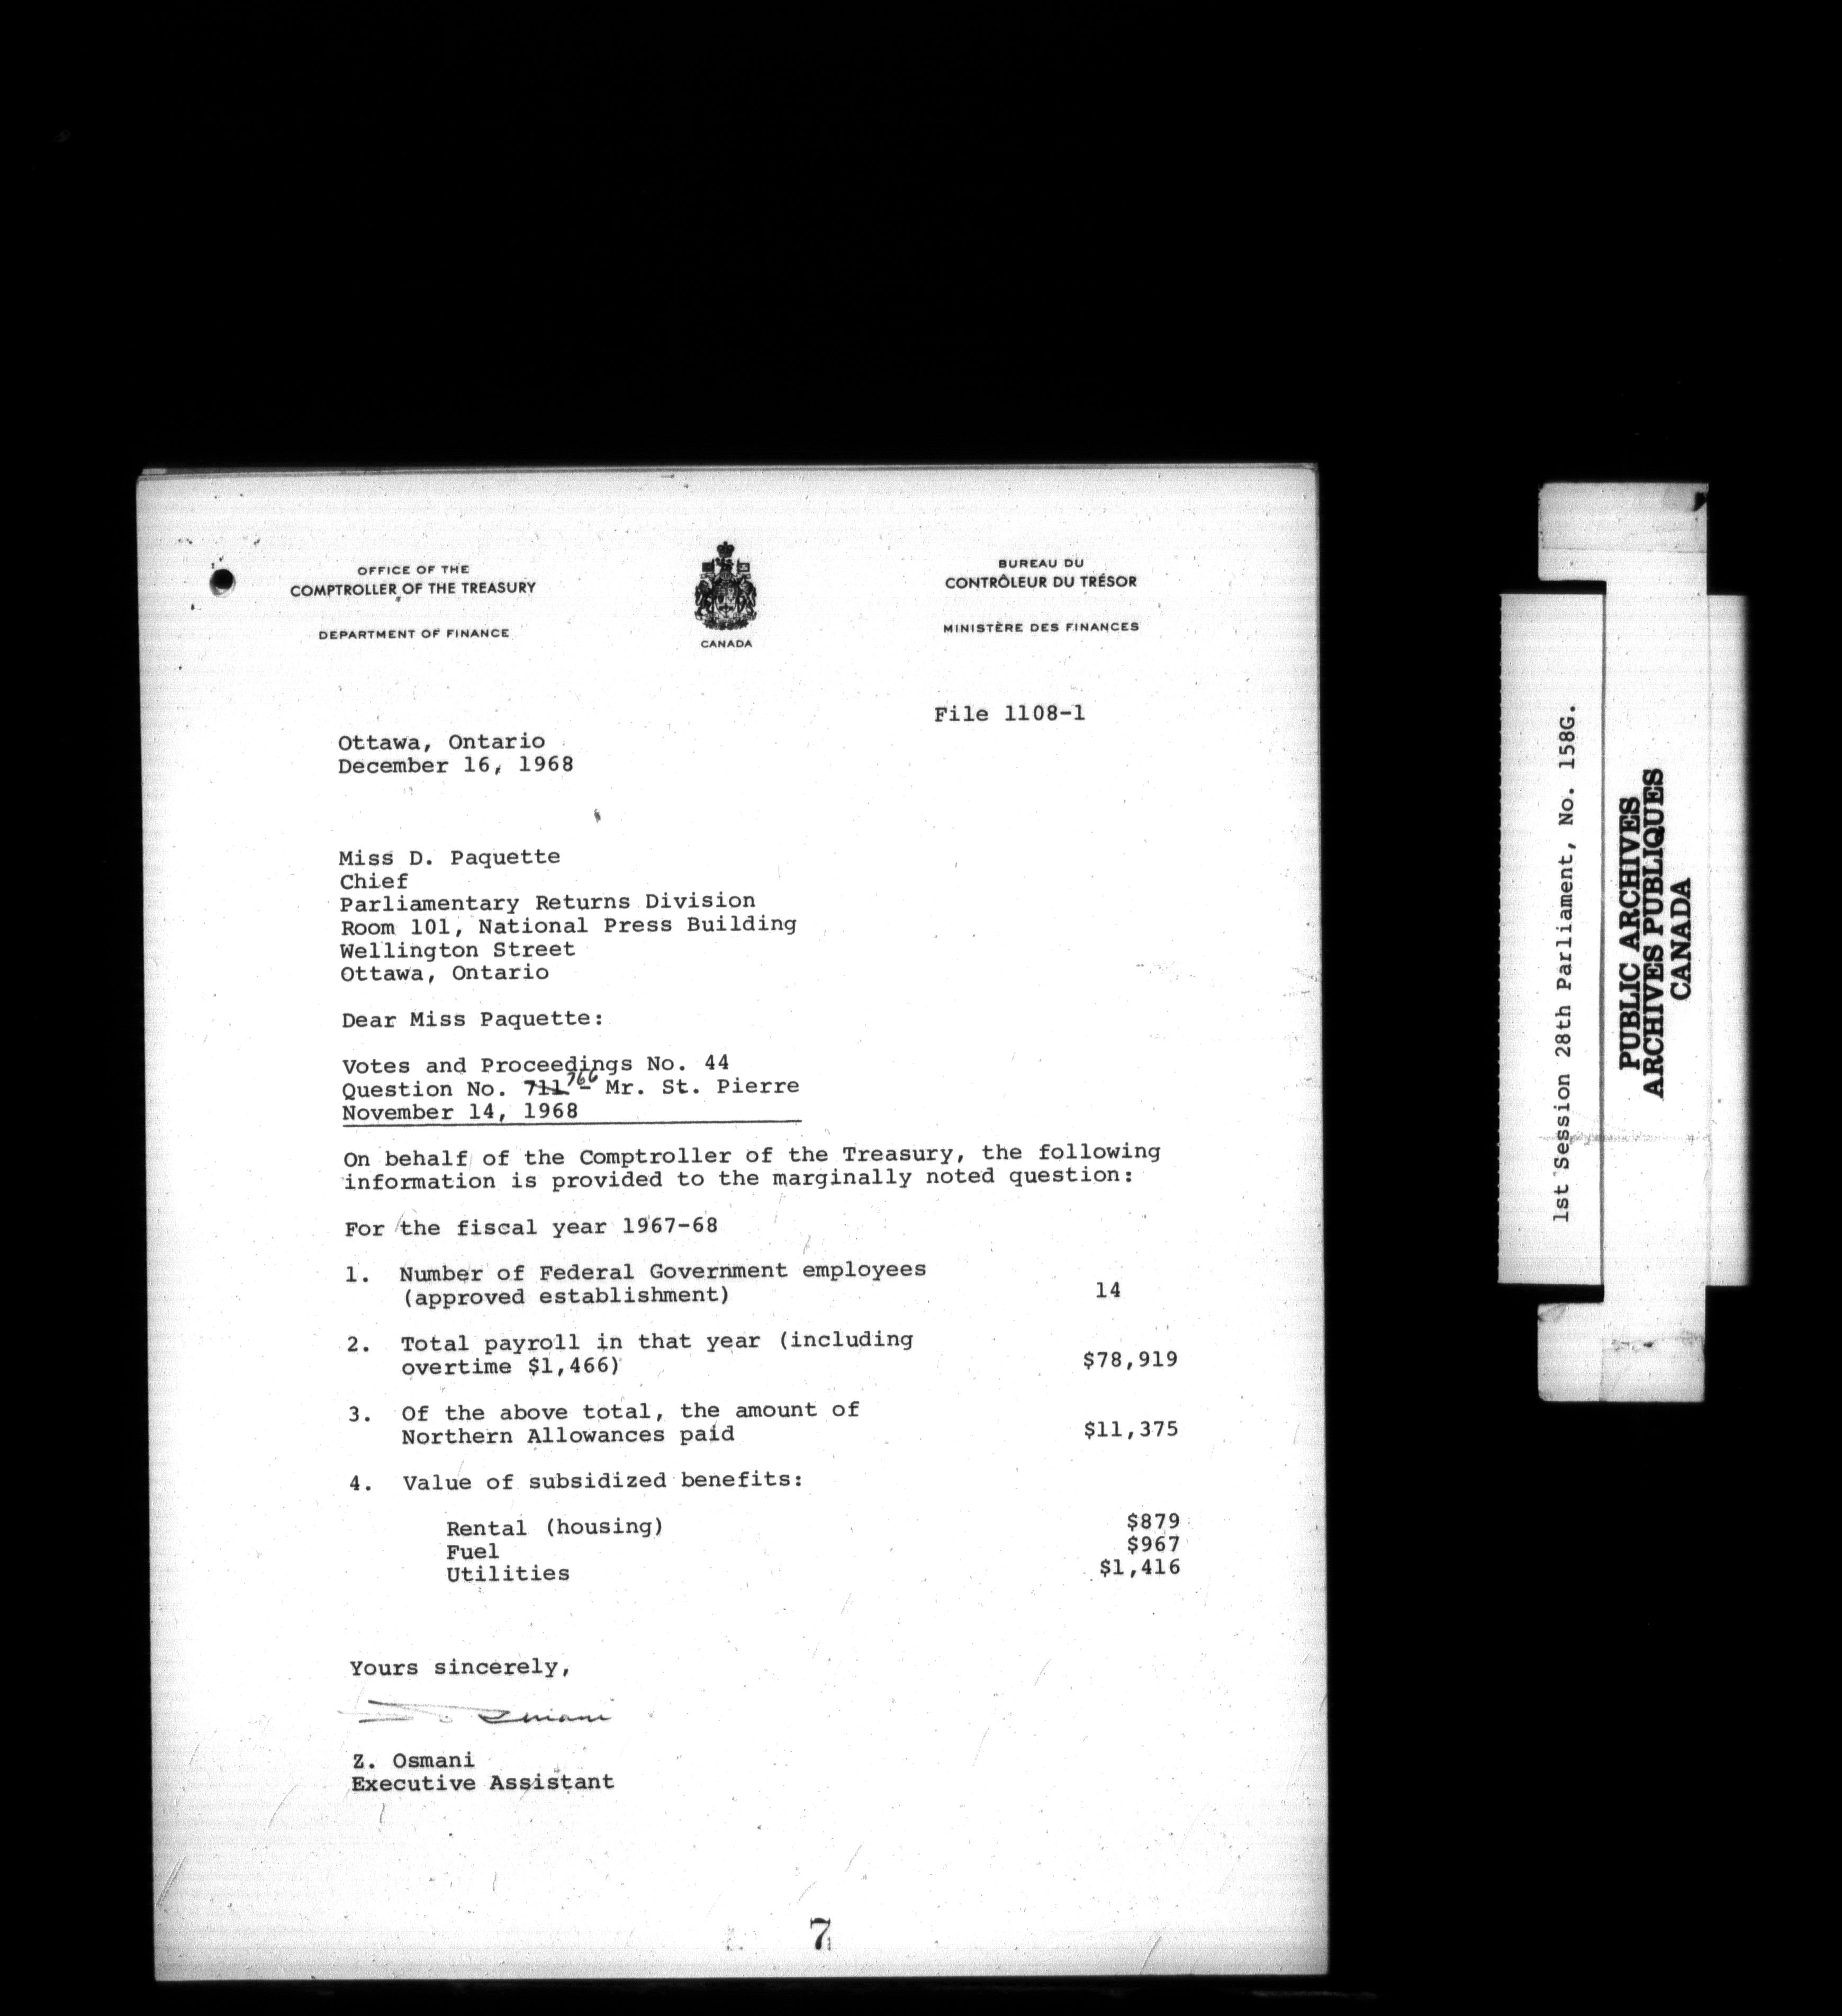 OFFICE OF THE
COMPTROLLER OF THE TREASURY
DEPARTMENT OF FINANCE
CANADA
BUREAU DU
CONTRÔLEUR DU TRÉSOR
MINISTÈRE DES FINANCES
File 1108-1
Ottawa, Ontario
December 16, 1968
Miss D. Paquette
Chief
Parliamentary Returns Division
Room 101, National Press Building
Wellington Street
Ottawa, Ontario
Dear Miss Paquette:
Votes and Proceedings No. 44
Question No. 711 766 - Mr. St. Pierre
November 14, 1968
On behalf of the Comptroller of the Treasury, the following
information is provided to the marginally noted question:
For the fiscal year 1967-68
1. Number of Federal Government employees
(approved establishment) 14
2. Total payroll in that year (including
overtime $1,466) $78,919
3. Of the above total, the amount of
Northern Allowances paid $11,375
4. Value of subsidized benefits:
Rental (housing) $879
Fuel $967
Utilities $1,416
Yours sincerely,
Z. Osmani
Executive Assistant
7
1st Session 28th Parliament, No. 158G.
PUBLIC ARCHIVES
ARCHIVES PUBLIQUES
CANADA